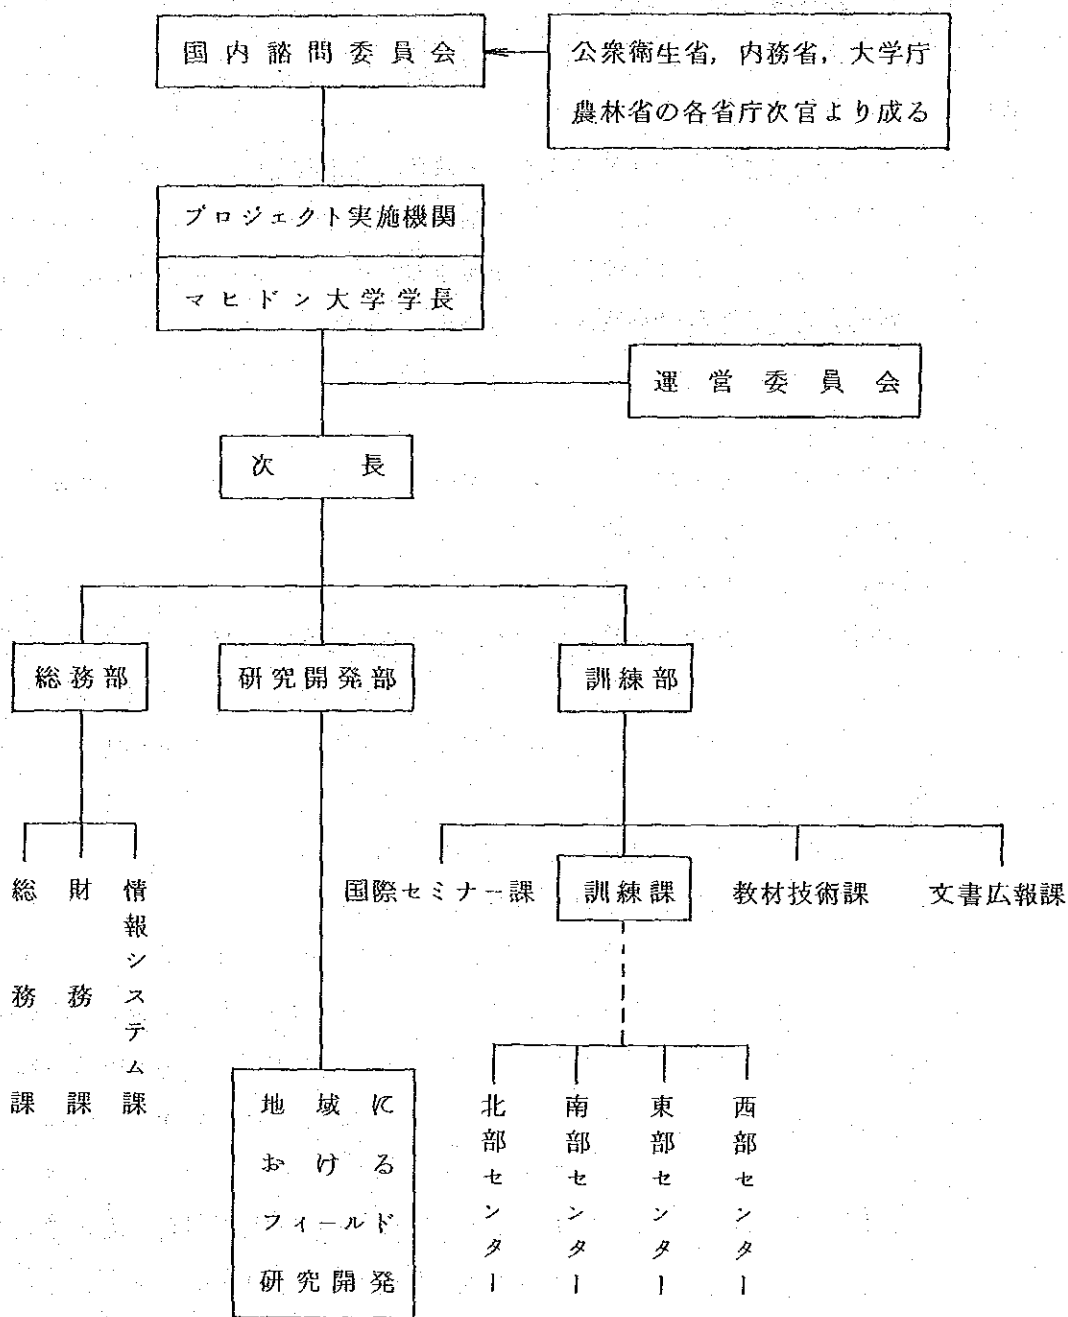 国内諮問委員会
公衆衛生省，内務省，大学庁
農林省の各省庁次官より成る
プロジェクト実施機関
マヒドン大学学長
運営委員会
次長
総務部
研究開発部
訓練部
総務課
財務課
情報システム課
国際セミナー課
訓練課
教材技術課
文書広報課
地域に
おける
フィールド
研究開発
北部センター
南部センター
東部センター
西部センター